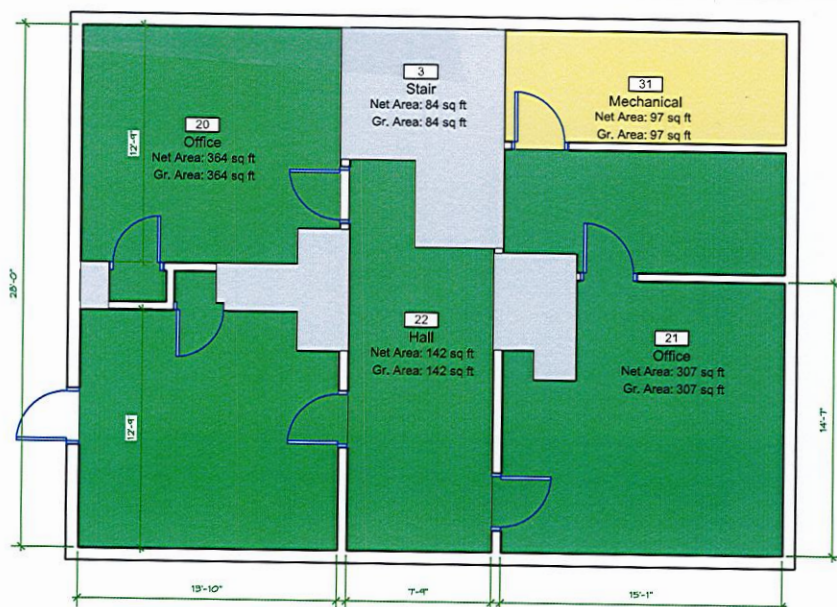 3
Stair
Net Area: 84 sq ft
Gr. Area: 84 sq ft
31
Mechanical
Net Area: 97 sq ft
Gr. Area: 97 sq ft
20
Office
Net Area: 364 sq ft
Gr. Area: 364 sq ft
12'-9"
28'-0"
22
Hall
Net Area: 142 sq ft
Gr. Area: 142 sq ft
21
Office
Net Area: 307 sq ft
Gr. Area: 307 sq ft
12'-9"
14'-7"
13'-10"
7'-9"
15'-1"